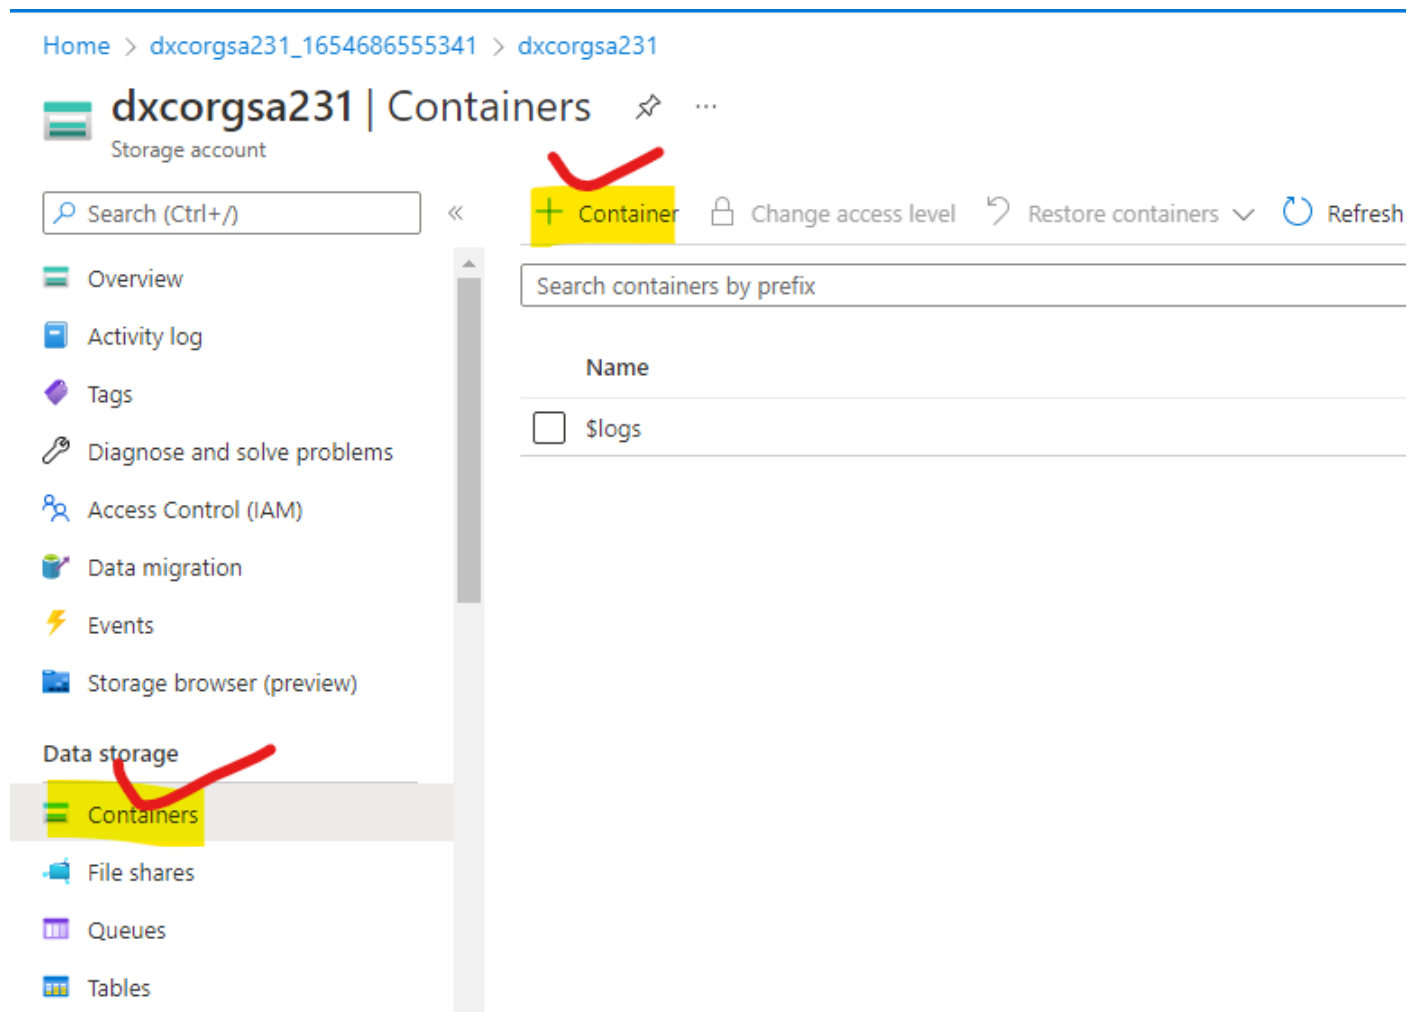 Home > dxcorgsa231_1654686555341 > dxcorgsa231
dxcorgsa231 | Containers ...
Storage account
Search (Ctrl+/) «
+ Container Change access level Restore containers Refresh
Search containers by prefix
Name
$logs
Overview
Activity log
Tags
Diagnose and solve problems
Access Control (IAM)
Data migration
Events
Storage browser (preview)
Data storage
Containers
File shares
Queues
Tables